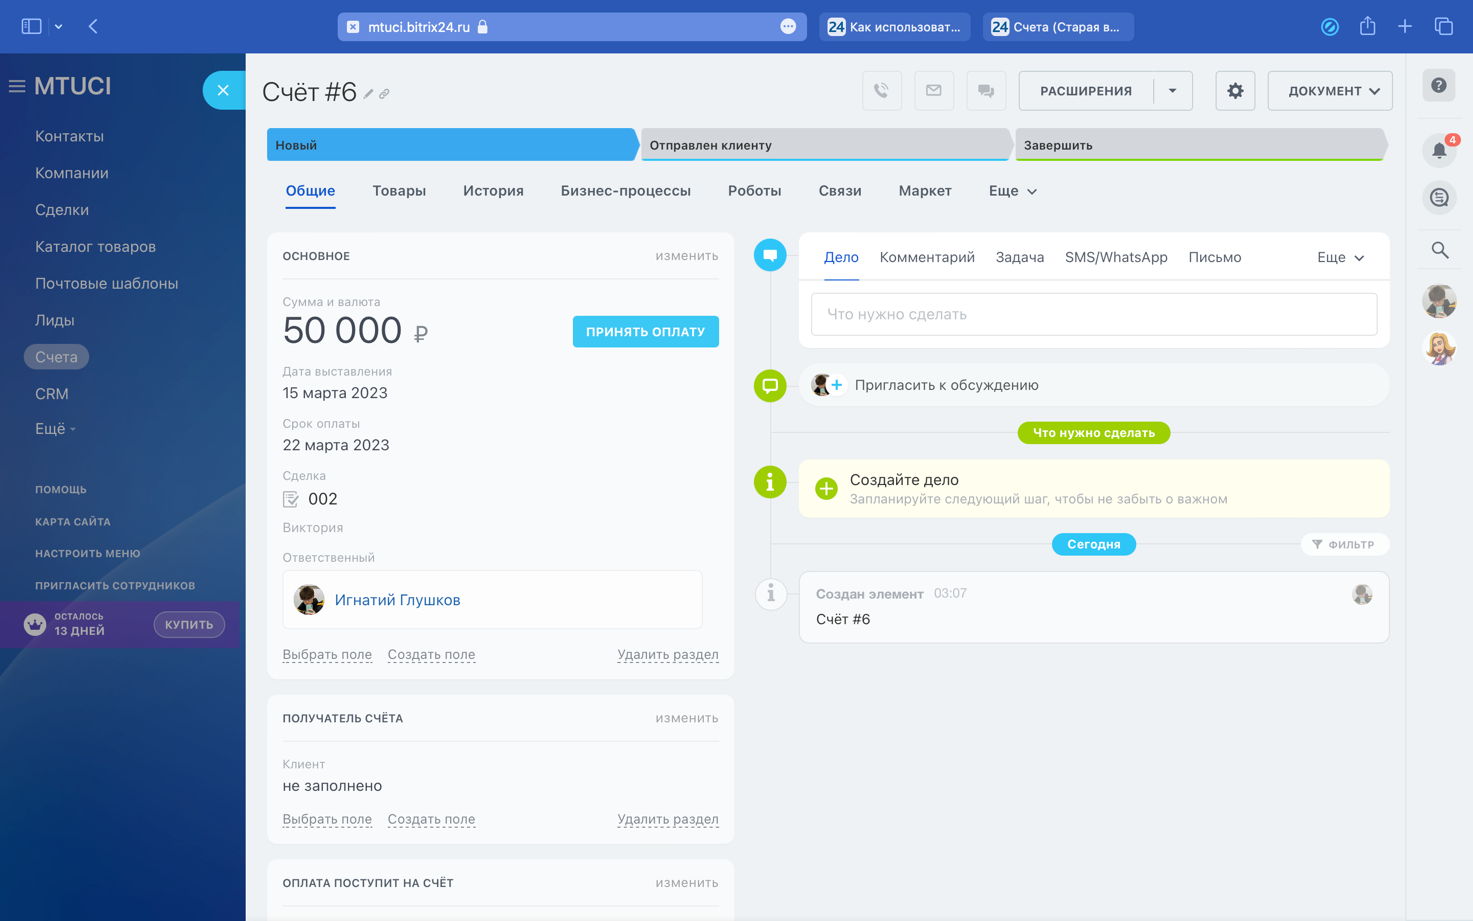 mtuci.bitrix24.ru
24 Как использоват...
24 Счета (Старая в...
MTUCI
Контакты
Компании
Сделки
Каталог товаров
Почтовые шаблоны
Лиды
Счета
CRM
Ещё
ПОМОЩЬ
КАРТА САЙТА
НАСТРОИТЬ МЕНЮ
ПРИГЛАСИТЬ СОТРУДНИКОВ
ОСТАЛОСЬ
13 ДНЕЙ
КУПИТЬ
Счёт #6
РАСШИРЕНИЯ
ДОКУМЕНТ
Новый
Отправлен клиенту
Завершить
Общие
Товары
История
Бизнес-процессы
Роботы
Связи
Маркет
Еще
ОСНОВНОЕ
изменить
Сумма и валюта
50 000 ₽
ПРИНЯТЬ ОПЛАТУ
Дата выставления
15 марта 2023
Срок оплаты
22 марта 2023
Сделка
002
Виктория
Ответственный
Игнатий Глушков
Выбрать поле
Создать поле
Удалить раздел
ПОЛУЧАТЕЛЬ СЧЁТА
изменить
Клиент
не заполнено
Выбрать поле
Создать поле
Удалить раздел
ОПЛАТА ПОСТУПИТ НА СЧЁТ
изменить
Дело
Комментарий
Задача
SMS/WhatsApp
Письмо
Еще
Что нужно сделать
Пригласить к обсуждению
Что нужно сделать
Создайте дело
Запланируйте следующий шаг, чтобы не забыть о важном
Сегодня
ФИЛЬТР
Создан элемент 03:07
Счёт #6
4